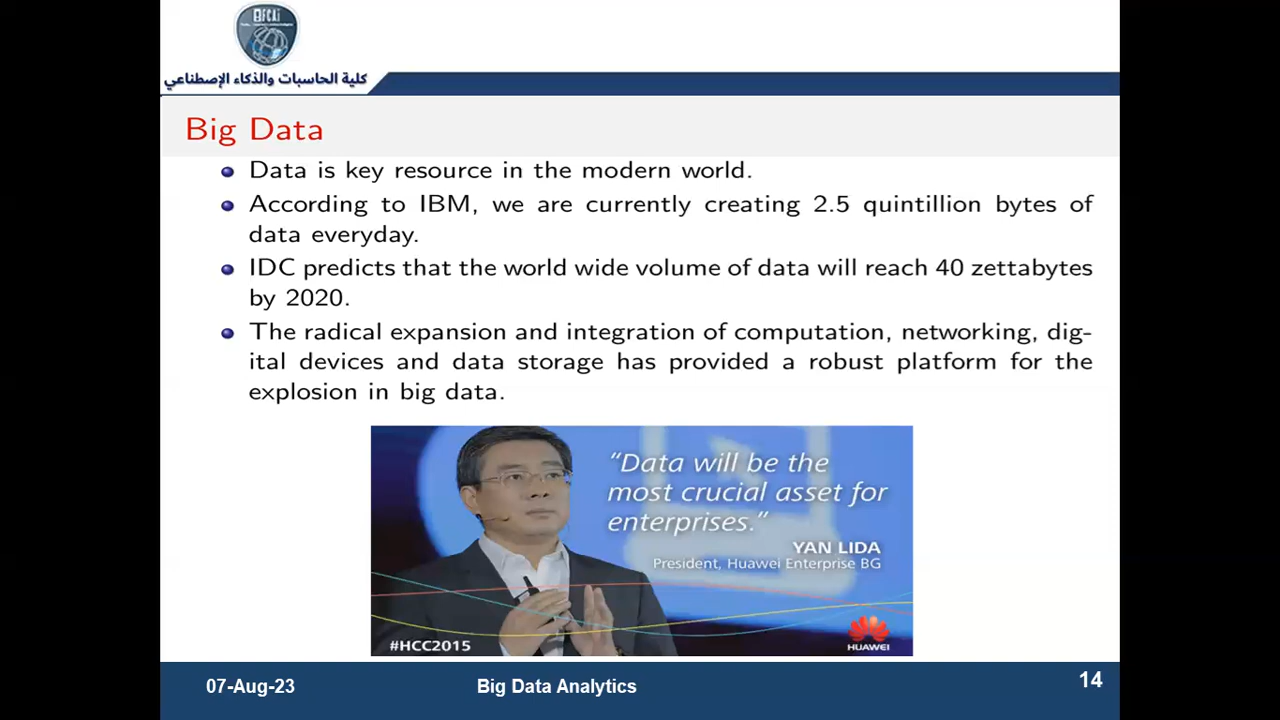 FCAi
كلية الحاسبات والذكاء الإصطناعي
Big Data
Data is key resource in the modern world.
According to IBM, we are currently creating 2.5 quintillion bytes of
data everyday.
IDC predicts that the world wide volume of data will reach 40 zettabytes
by 2020.
The radical expansion and integration of computation, networking, dig-
ital devices and data storage has provided a robust platform for the
explosion in big data.
“Data will be the
most crucial asset for
enterprises.”
YAN LIDA
President, Huawei Enterprise BG
#HCC2015
HUAWEI
07-Aug-23
Big Data Analytics
14